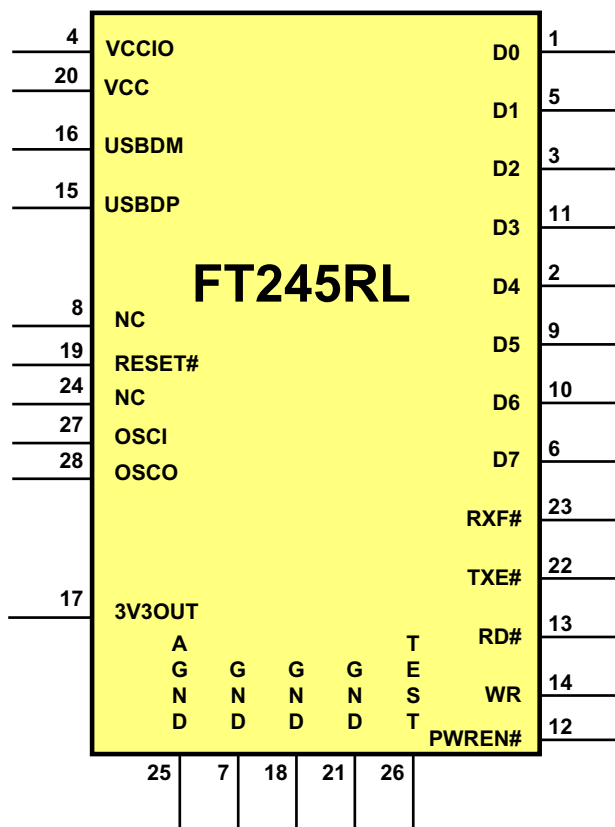 4 VCCIO
20 VCC
16 USBDM
15 USBDP
FT245RL
8 NC
19 RESET#
24 NC
27 OSCI
28 OSCO
17 3V3OUT
D0 1
D1 5
D2 3
D3 11
D4 2
D5 9
D6 10
D7 6
RXF# 23
TXE# 22
RD# 13
WR 14
PWREN# 12
AGND
GND
GND
GND
TEST
25 7 18 21 26